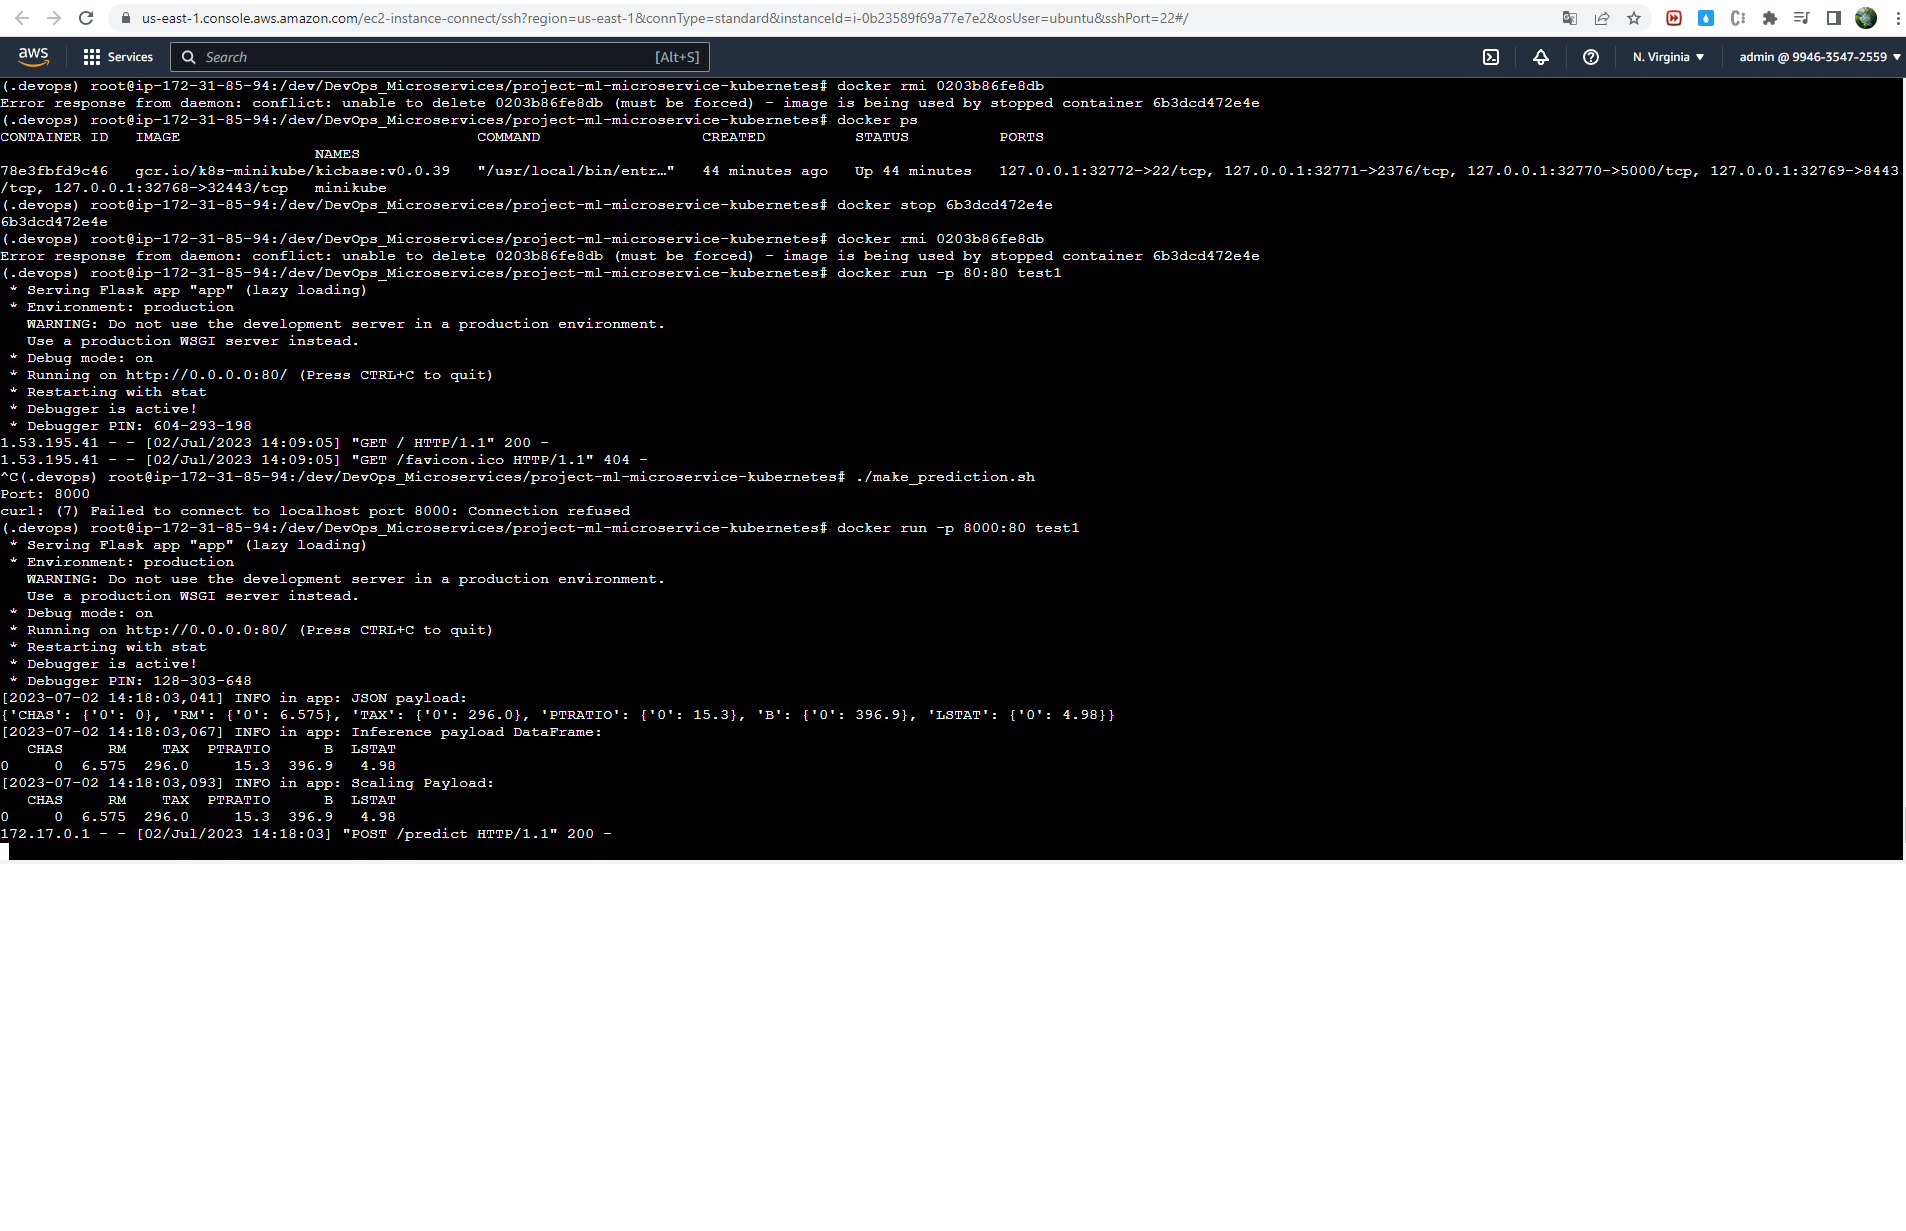 us-east-1.console.aws.amazon.com/ec2-instance-connect/ssh?region=us-east-1&connType=standard&instanceId=i-0b23589f69a77e7e2&osUser=ubuntu&sshPort=22#/
aws Services Search [Alt+S] N. Virginia admin @ 9946-3547-2559
(.devops) root@ip-172-31-85-94:/dev/DevOps_Microservices/project-ml-microservice-kubernetes# docker rmi 0203b86fe8db
Error response from daemon: conflict: unable to delete 0203b86fe8db (must be forced) - image is being used by stopped container 6b3dcd472e4e
(.devops) root@ip-172-31-85-94:/dev/DevOps_Microservices/project-ml-microservice-kubernetes# docker ps
CONTAINER ID   IMAGE                                 COMMAND                  CREATED          STATUS          PORTS
                                   NAMES
78e3fbfd9c46   gcr.io/k8s-minikube/kicbase:v0.0.39   "/usr/local/bin/entr…"   44 minutes ago   Up 44 minutes   127.0.0.1:32772->22/tcp, 127.0.0.1:32771->2376/tcp, 127.0.0.1:32770->5000/tcp, 127.0.0.1:32769->8443
/tcp, 127.0.0.1:32768->32443/tcp   minikube
(.devops) root@ip-172-31-85-94:/dev/DevOps_Microservices/project-ml-microservice-kubernetes# docker stop 6b3dcd472e4e
6b3dcd472e4e
(.devops) root@ip-172-31-85-94:/dev/DevOps_Microservices/project-ml-microservice-kubernetes# docker rmi 0203b86fe8db
Error response from daemon: conflict: unable to delete 0203b86fe8db (must be forced) - image is being used by stopped container 6b3dcd472e4e
(.devops) root@ip-172-31-85-94:/dev/DevOps_Microservices/project-ml-microservice-kubernetes# docker run -p 80:80 test1
 * Serving Flask app "app" (lazy loading)
 * Environment: production
   WARNING: Do not use the development server in a production environment.
   Use a production WSGI server instead.
 * Debug mode: on
 * Running on http://0.0.0.0:80/ (Press CTRL+C to quit)
 * Restarting with stat
 * Debugger is active!
 * Debugger PIN: 604-293-198
1.53.195.41 - - [02/Jul/2023 14:09:05] "GET / HTTP/1.1" 200 -
1.53.195.41 - - [02/Jul/2023 14:09:05] "GET /favicon.ico HTTP/1.1" 404 -
^C(.devops) root@ip-172-31-85-94:/dev/DevOps_Microservices/project-ml-microservice-kubernetes# ./make_prediction.sh
Port: 8000
curl: (7) Failed to connect to localhost port 8000: Connection refused
(.devops) root@ip-172-31-85-94:/dev/DevOps_Microservices/project-ml-microservice-kubernetes# docker run -p 8000:80 test1
 * Serving Flask app "app" (lazy loading)
 * Environment: production
   WARNING: Do not use the development server in a production environment.
   Use a production WSGI server instead.
 * Debug mode: on
 * Running on http://0.0.0.0:80/ (Press CTRL+C to quit)
 * Restarting with stat
 * Debugger is active!
 * Debugger PIN: 128-303-648
[2023-07-02 14:18:03,041] INFO in app: JSON payload:
{'CHAS': {'0': 0}, 'RM': {'0': 6.575}, 'TAX': {'0': 296.0}, 'PTRATIO': {'0': 15.3}, 'B': {'0': 396.9}, 'LSTAT': {'0': 4.98}}
[2023-07-02 14:18:03,067] INFO in app: Inference payload DataFrame:
   CHAS     RM    TAX  PTRATIO      B  LSTAT
0     0  6.575  296.0     15.3  396.9   4.98
[2023-07-02 14:18:03,093] INFO in app: Scaling Payload:
   CHAS     RM    TAX  PTRATIO      B  LSTAT
0     0  6.575  296.0     15.3  396.9   4.98
172.17.0.1 - - [02/Jul/2023 14:18:03] "POST /predict HTTP/1.1" 200 -